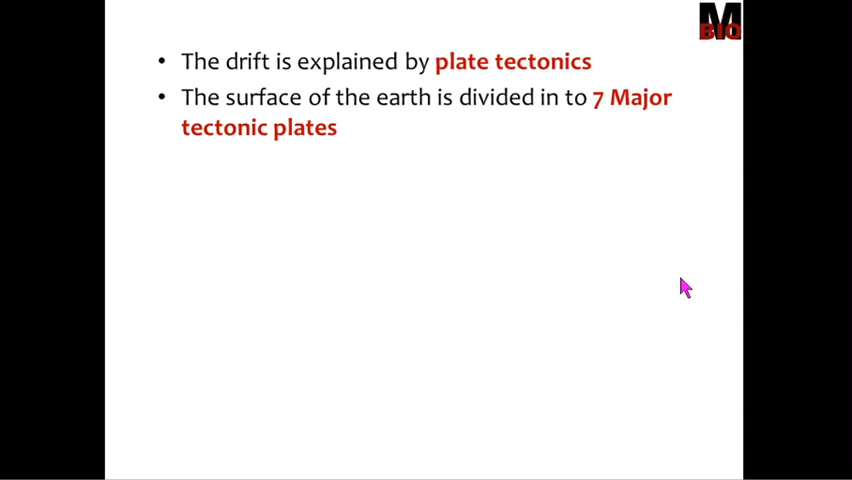 M
BIO
• The drift is explained by plate tectonics
• The surface of the earth is divided in to 7 Major
tectonic plates